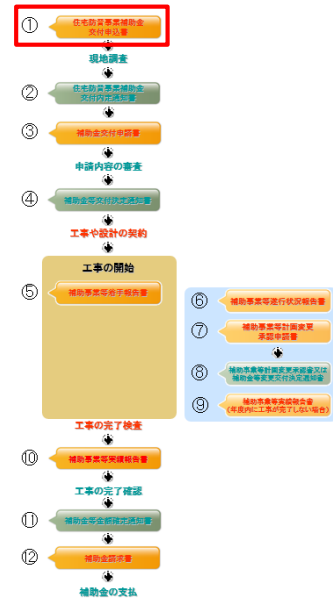 ①
住宅防音事業補助金
交付申込書
現地調査
②
住宅防音事業補助金
交付内定通知書
③
補助金交付申請書
申請内容の審査
④
補助金等交付決定通知書
工事や設計の契約
工事の開始
⑤
補助事業等着手報告書
⑥
補助事業等遂行状況報告書
⑦
補助事業等計画変更
承認申請書
⑧
補助事業等計画変更承認書又は
補助金等変更交付決定通知書
⑨
補助事業等実績報告書
(年度内に工事が完了しない場合)
工事の完了検査
⑩
補助事業等実績報告書
工事の完了確認
⑪
補助金等金額確定通知書
⑫
補助金請求書
補助金の支払